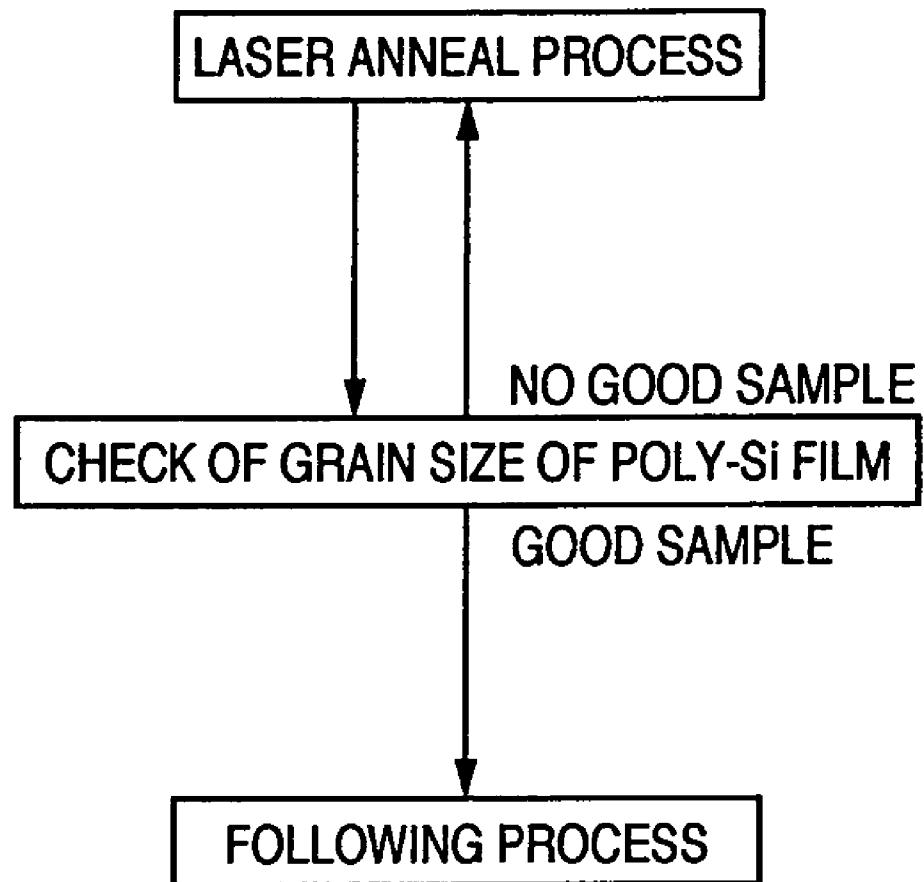 LASER ANNEAL PROCESS
NO GOOD SAMPLE
CHECK OF GRAIN SIZE OF POLY-Si FILM
GOOD SAMPLE
FOLLOWING PROCESS